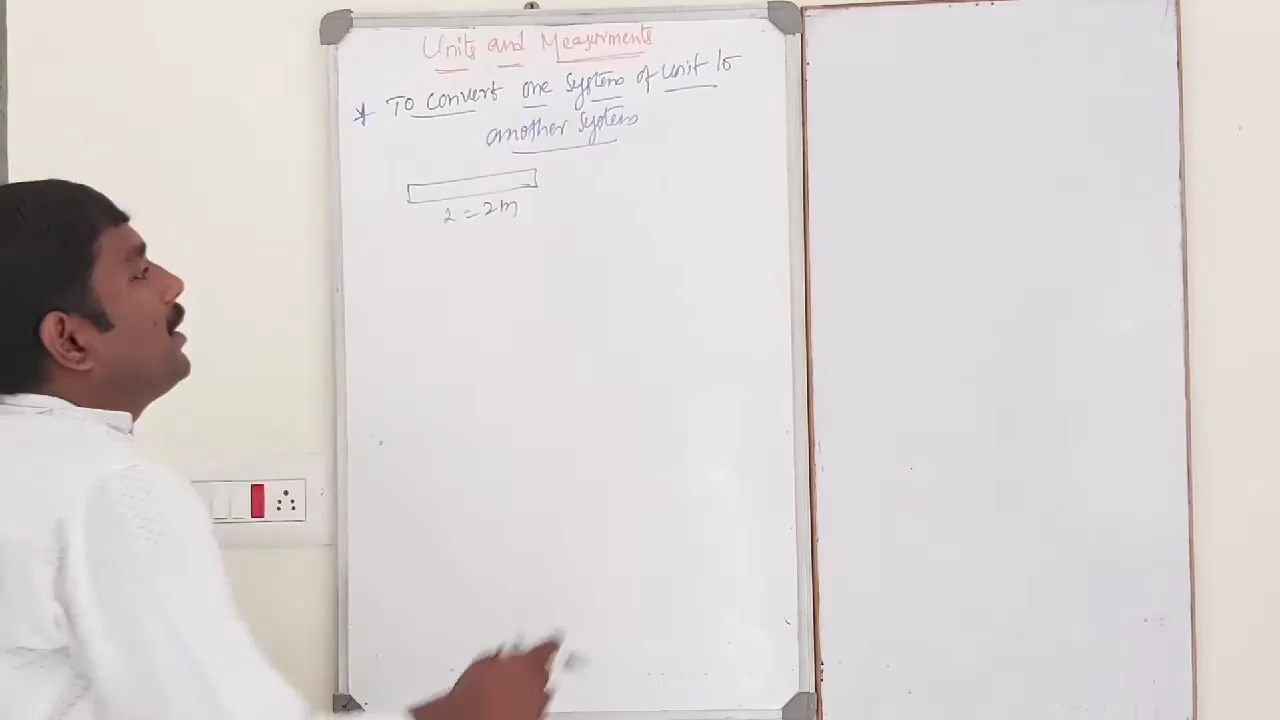 Units and Measurments
* To convert one system of unit to
another system
l = 2m